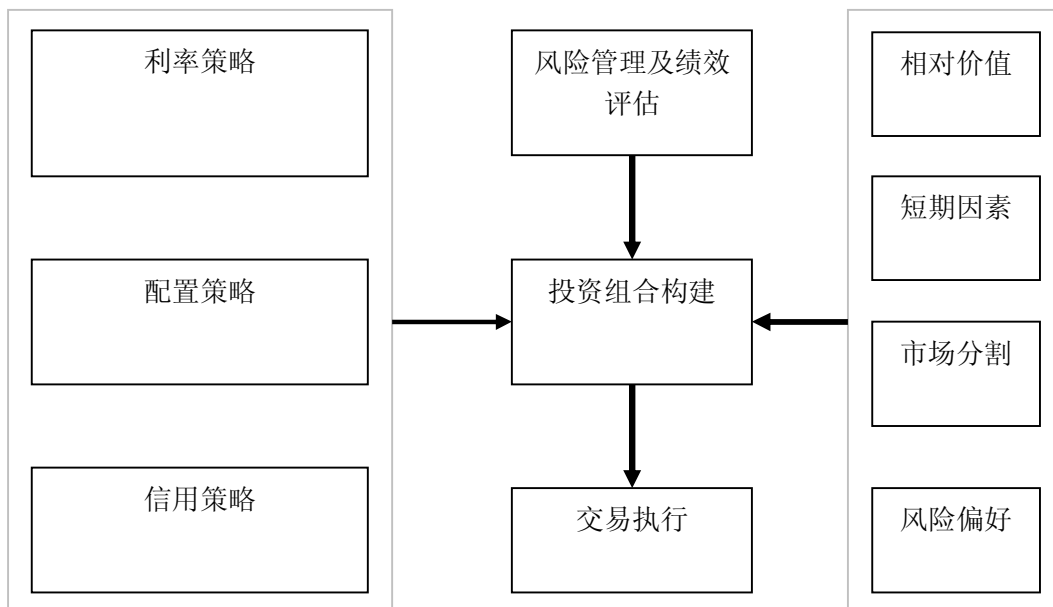 利率策略
配置策略
信用策略
风险管理及绩效
评估
投资组合构建
交易执行
相对价值
短期因素
市场分割
风险偏好